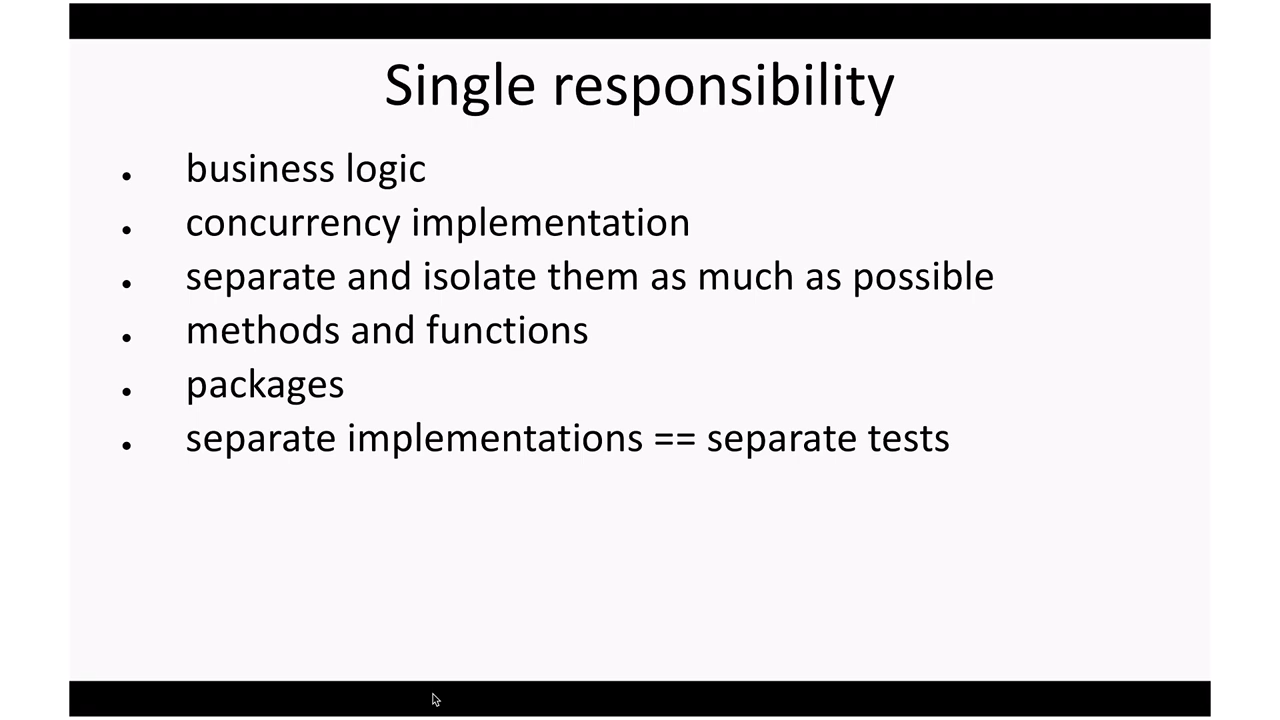 Single responsibility
• business logic
• concurrency implementation
• separate and isolate them as much as possible
• methods and functions
• packages
• separate implementations == separate tests